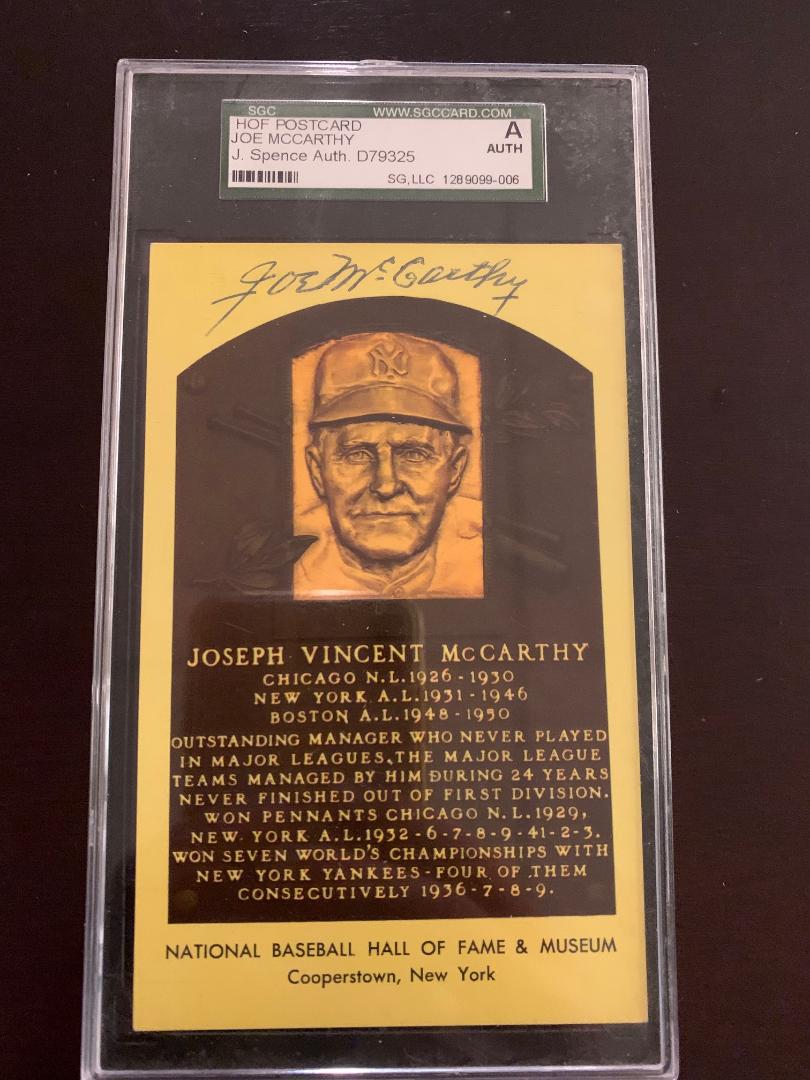 SGC WWW.SGCCARD.COM
HOF POSTCARD
JOE MCCARTHY
J. Spence Auth. D79325
A
AUTH
SG, LLC 1289099-006
Joe McCarthy
NY
JOSEPH VINCENT McCARTHY
CHICAGO N.L. 1926 - 1930
NEW YORK A.L. 1931 - 1946
BOSTON A.L. 1948 - 1950
OUTSTANDING MANAGER WHO NEVER PLAYED
IN MAJOR LEAGUES. THE MAJOR LEAGUE
TEAMS MANAGED BY HIM DURING 24 YEARS
NEVER FINISHED OUT OF FIRST DIVISION.
WON PENNANTS CHICAGO N.L. 1929,
NEW YORK A.L. 1932-6-7-8-9-41-2-3.
WON SEVEN WORLD'S CHAMPIONSHIPS WITH
NEW YORK YANKEES - FOUR OF THEM
CONSECUTIVELY 1936-7-8-9.
NATIONAL BASEBALL HALL OF FAME & MUSEUM
Cooperstown, New York